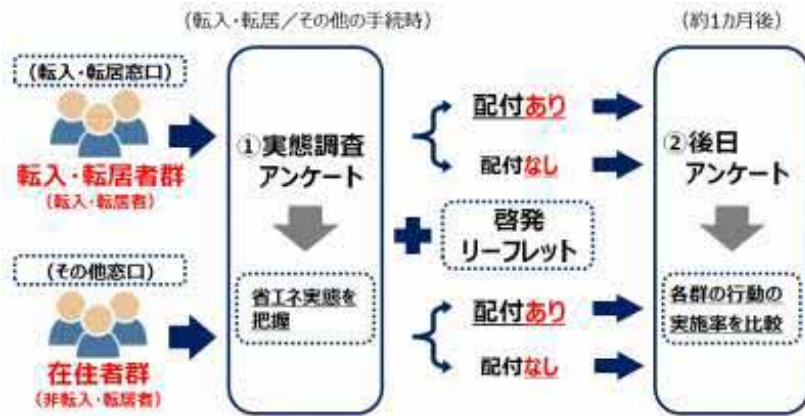 (転入・転居／その他の手続時)
(約1カ月後)
(転入・転居窓口)
転入・転居者群
(転入・転居者)
(その他窓口)
在住者群
(非転入・転居者)
①実態調査
アンケート
省エネ実態を
把握
配付あり
配付なし
啓発
リーフレット
配付あり
配付なし
②後日
アンケート
各群の行動の
実施率を比較